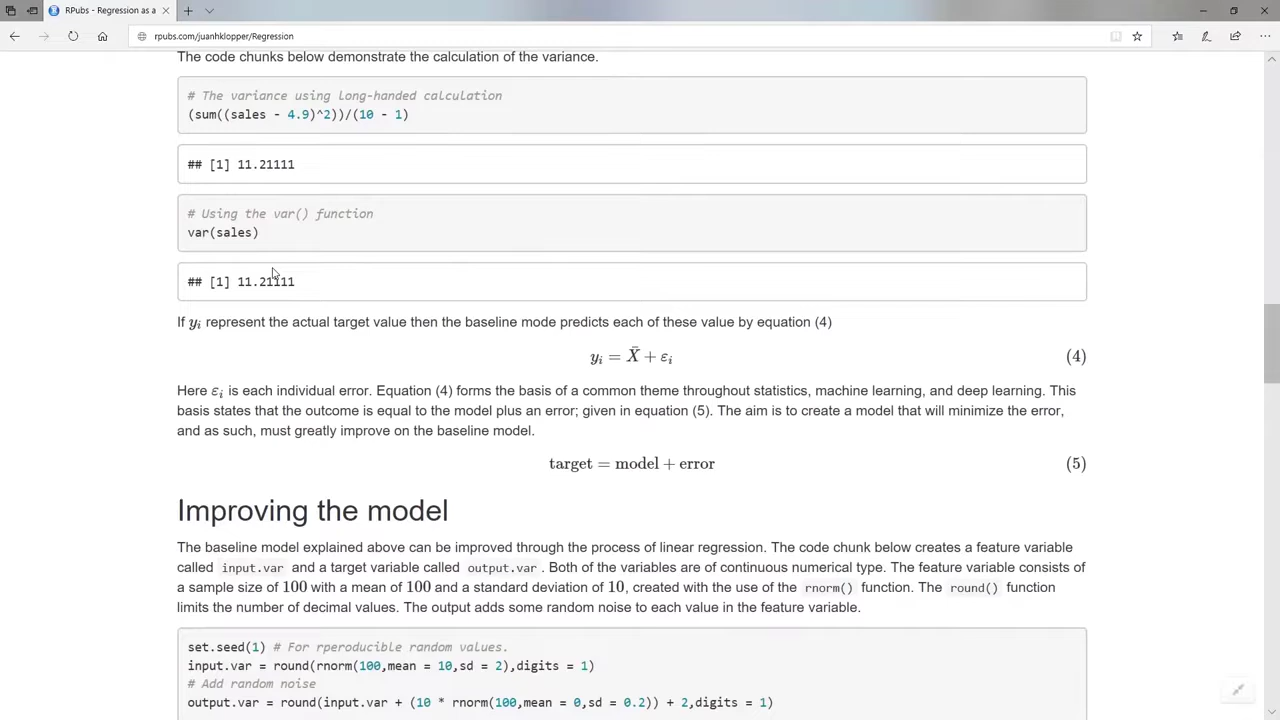 RPubs - Regression as a
rpubs.com/juanhklopper/Regression
The code chunks below demonstrate the calculation of the variance.
# The variance using long-handed calculation
(sum((sales - 4.9)^2))/(10 - 1)
## [1] 11.21111
# Using the var() function
var(sales)
## [1] 11.21111
If yᵢ represent the actual target value then the baseline mode predicts each of these value by equation (4)
yᵢ = X̄ + εᵢ (4)
Here εᵢ is each individual error. Equation (4) forms the basis of a common theme throughout statistics, machine learning, and deep learning. This
basis states that the outcome is equal to the model plus an error; given in equation (5). The aim is to create a model that will minimize the error,
and as such, must greatly improve on the baseline model.
target = model + error (5)
Improving the model
The baseline model explained above can be improved through the process of linear regression. The code chunk below creates a feature variable
called input.var and a target variable called output.var. Both of the variables are of continuous numerical type. The feature variable consists of
a sample size of 100 with a mean of 100 and a standard deviation of 10, created with the use of the rnorm() function. The round() function
limits the number of decimal values. The output adds some random noise to each value in the feature variable.
set.seed(1) # For rperoducible random values.
input.var = round(rnorm(100,mean = 10,sd = 2),digits = 1)
# Add random noise
output.var = round(input.var + (10 * rnorm(100,mean = 0,sd = 0.2)) + 2,digits = 1)